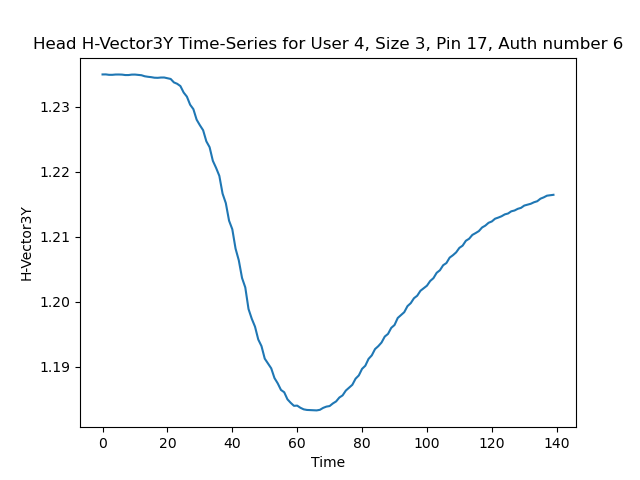 Head H-Vector3Y Time-Series for User 4, Size 3, Pin 17, Auth number 6
1.23
1.22
1.21
1.20
1.19
H-Vector3Y
0 20 40 60 80 100 120 140
Time